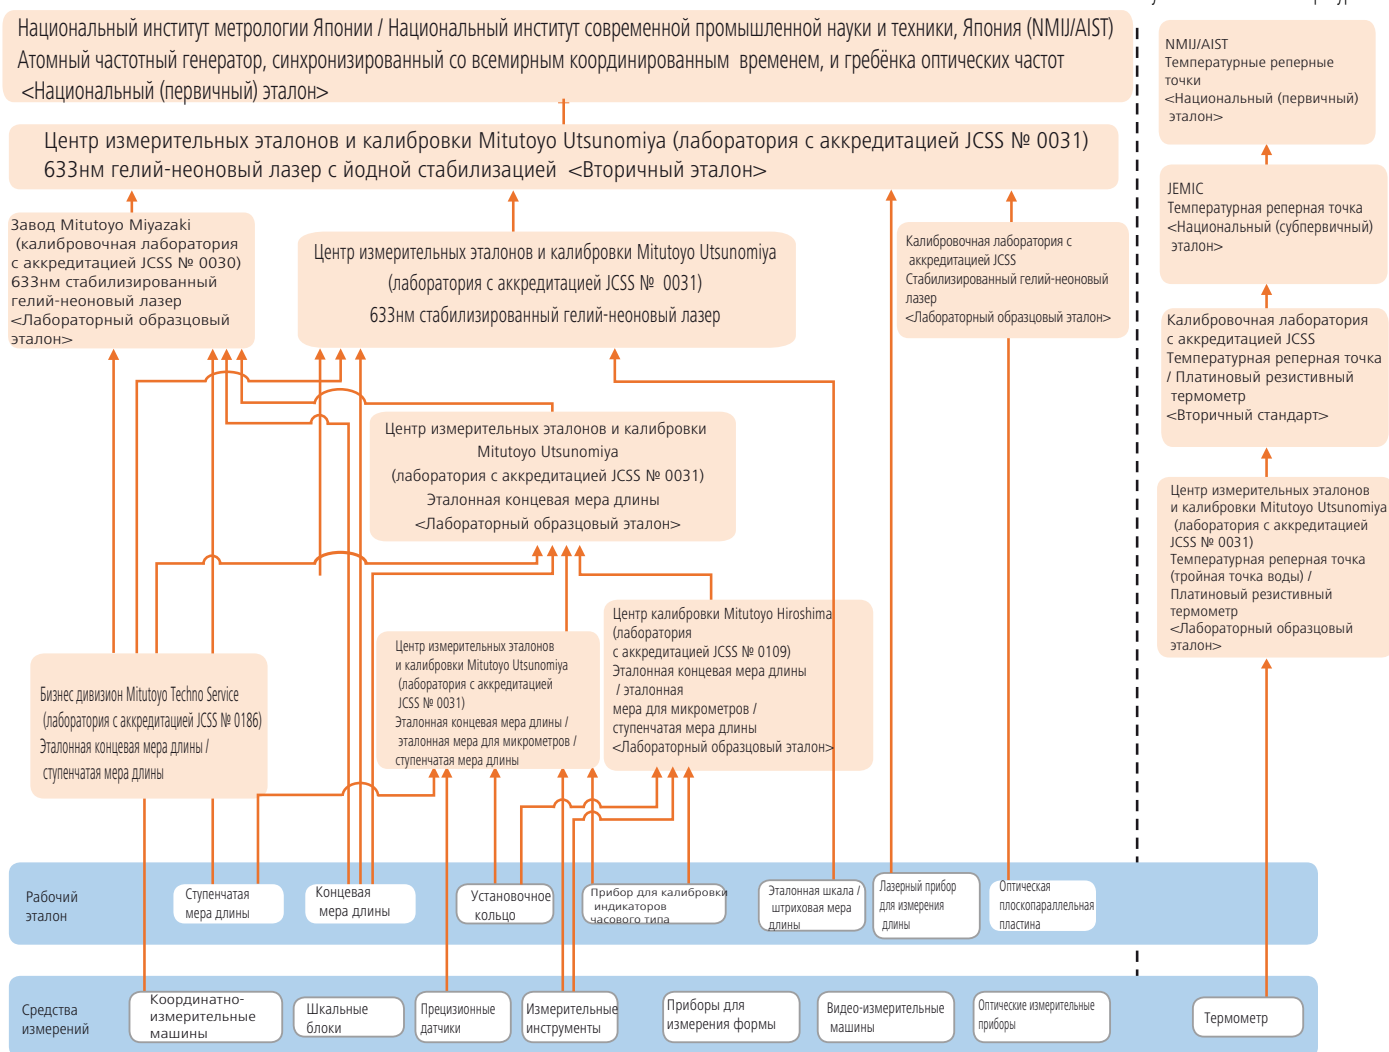 Национальный институт метрологии Японии / Национальный институт современной промышленной науки и техники, Япония (NMIJ/AIST)
Атомный частотный генератор, синхронизированный со всемирным координированным временем, и гребёнка оптических частот
<Национальный (первичный) эталон>
Центр измерительных эталонов и калибровки Mitutoyo Utsunomiya (лаборатория с аккредитацией JCSS № 0031)
633нм гелий-неоновый лазер с йодной стабилизацией <Вторичный эталон>
Завод Mitutoyo Miyazaki
(калибровочная лаборатория
с аккредитацией JCSS № 0030)
633нм стабилизированный
гелий-неоновый лазер
<Лабораторный образцовый
эталон>
Центр измерительных эталонов и калибровки Mitutoyo Utsunomiya
(лаборатория с аккредитацией JCSS № 0031)
633нм стабилизированный гелий-неоновый лазер
Калибровочная лаборатория с
аккредитацией JCSS
Стабилизированный гелий-неоновый
лазер
<Лабораторный образцовый эталон>
Центр измерительных эталонов и калибровки
Mitutoyo Utsunomiya
(лаборатория с аккредитацией JCSS № 0031)
Эталонная концевая мера длины
<Лабораторный образцовый эталон>
Бизнес дивизион Mitutoyo Techno Service
(лаборатория с аккредитацией JCSS № 0186)
Эталонная концевая мера длины /
ступенчатая мера длины
Центр измерительных эталонов
и калибровки Mitutoyo Utsunomiya
(лаборатория с аккредитацией
JCSS № 0031)
Эталонная концевая мера длины /
эталонная мера для микрометров /
ступенчатая мера длины
Центр калибровки Mitutoyo Hiroshima
(лаборатория
с аккредитацией JCSS № 0109)
Эталонная концевая мера длины
/ эталонная
мера для микрометров /
ступенчатая мера длины
<Лабораторный образцовый эталон>
NMIJ/AIST
Температурные реперные
точки
<Национальный (первичный)
эталон>
JEMIC
Температурная реперная точка
<Национальный (субпервичный)
эталон>
Калибровочная лаборатория
с аккредитацией JCSS
Температурная реперная точка
/ Платиновый резистивный
термометр
<Вторичный стандарт>
Центр измерительных эталонов
и калибровки Mitutoyo Utsunomiya
(лаборатория с аккредитацией
JCSS № 0031)
Температурная реперная точка
(тройная точка воды) /
Платиновый резистивный
термометр
<Лабораторный образцовый
эталон>
Рабочий
эталон
Ступенчатая
мера длины
Концевая
мера длины
Установочное
кольцо
Прибор для калибровки
индикаторов
часового типа
Эталонная шкала /
штриховая мера
длины
Лазерный прибор
для измерения
длины
Оптическая
плоскопараллельная
пластина
Средства
измерений
Координатно-
измерительные
машины
Шкальные
блоки
Прецизионные
датчики
Измерительные
инструменты
Приборы для
измерения формы
Видео-измерительные
машины
Оптические измерительные
приборы
Термометр